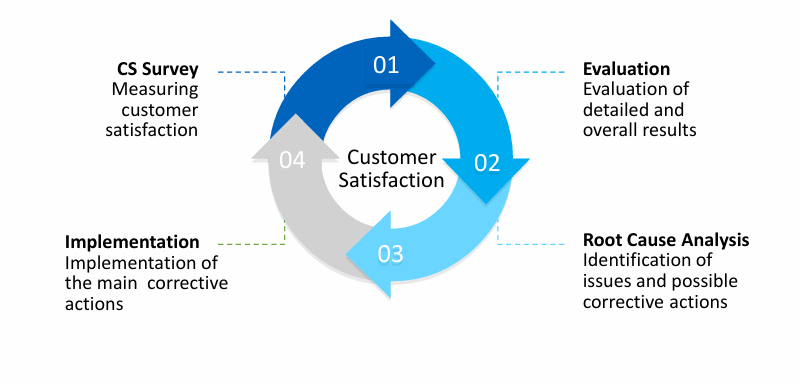 CS Survey
Measuring
customer
satisfaction
01
Evaluation
Evaluation of
detailed and
overall results
04
Customer
Satisfaction
02
Implementation
Implementation of
the main  corrective
actions
03
Root Cause Analysis
Identification of
issues and possible
corrective actions